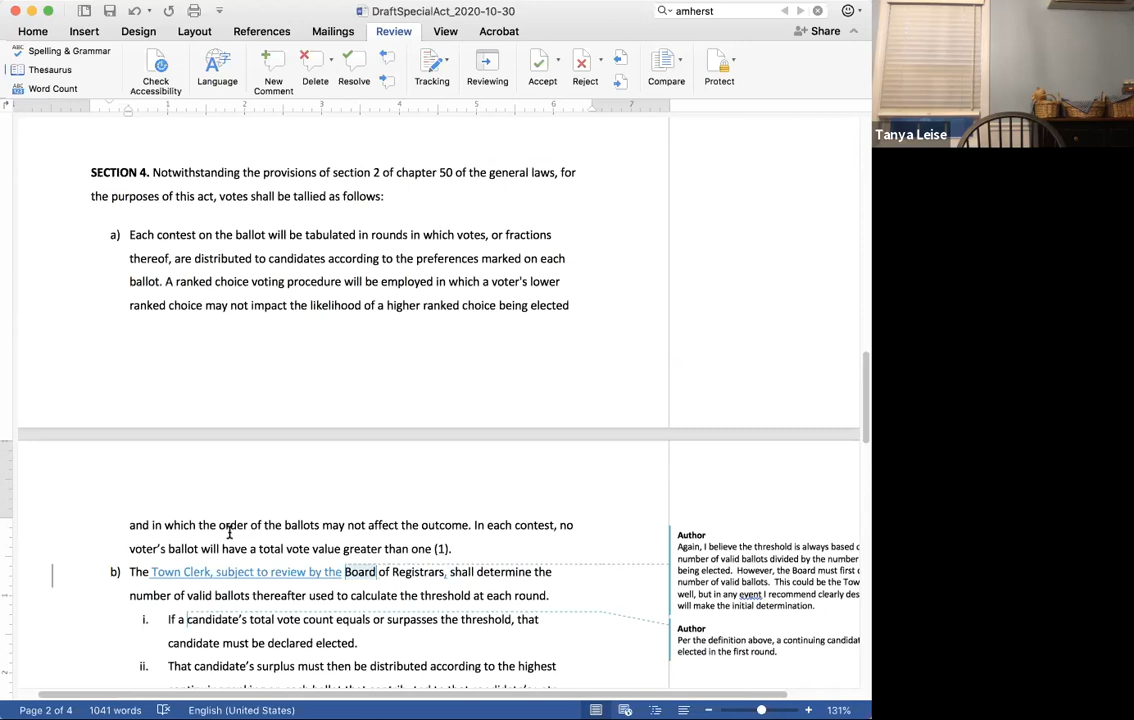 DraftSpecialAct_2020-10-30
amherst
Home Insert Design Layout References Mailings Review View Acrobat
Share
ABC Spelling & Grammar
Thesaurus
ABC 123 Word Count
Check Accessibility
Language
New Comment
Delete
Resolve
Tracking
Reviewing
Accept
Reject
Compare
Protect
Tanya Leise
1 2 3 4 5 6 7
SECTION 4. Notwithstanding the provisions of section 2 of chapter 50 of the general laws, for
the purposes of this act, votes shall be tallied as follows:
a) Each contest on the ballot will be tabulated in rounds in which votes, or fractions
thereof, are distributed to candidates according to the preferences marked on each
ballot. A ranked choice voting procedure will be employed in which a voter's lower
ranked choice may not impact the likelihood of a higher ranked choice being elected
and in which the order of the ballots may not affect the outcome. In each contest, no
voter's ballot will have a total vote value greater than one (1).
b) The Town Clerk, subject to review by the Board of Registrars, shall determine the
number of valid ballots thereafter used to calculate the threshold at each round.
i. If a candidate's total vote count equals or surpasses the threshold, that
candidate must be declared elected.
ii. That candidate's surplus must then be distributed according to the highest
Author
Again, I believe the threshold is always based
number of valid ballots divided by the number
being elected. However, the Board must first
number of valid ballots. This could be the Tow
well, but in any event I recommend clearly des
will make the initial determination.
Author
Per the definition above, a continuing candidat
elected in the first round.
Page 2 of 4 1041 words English (United States) 131%